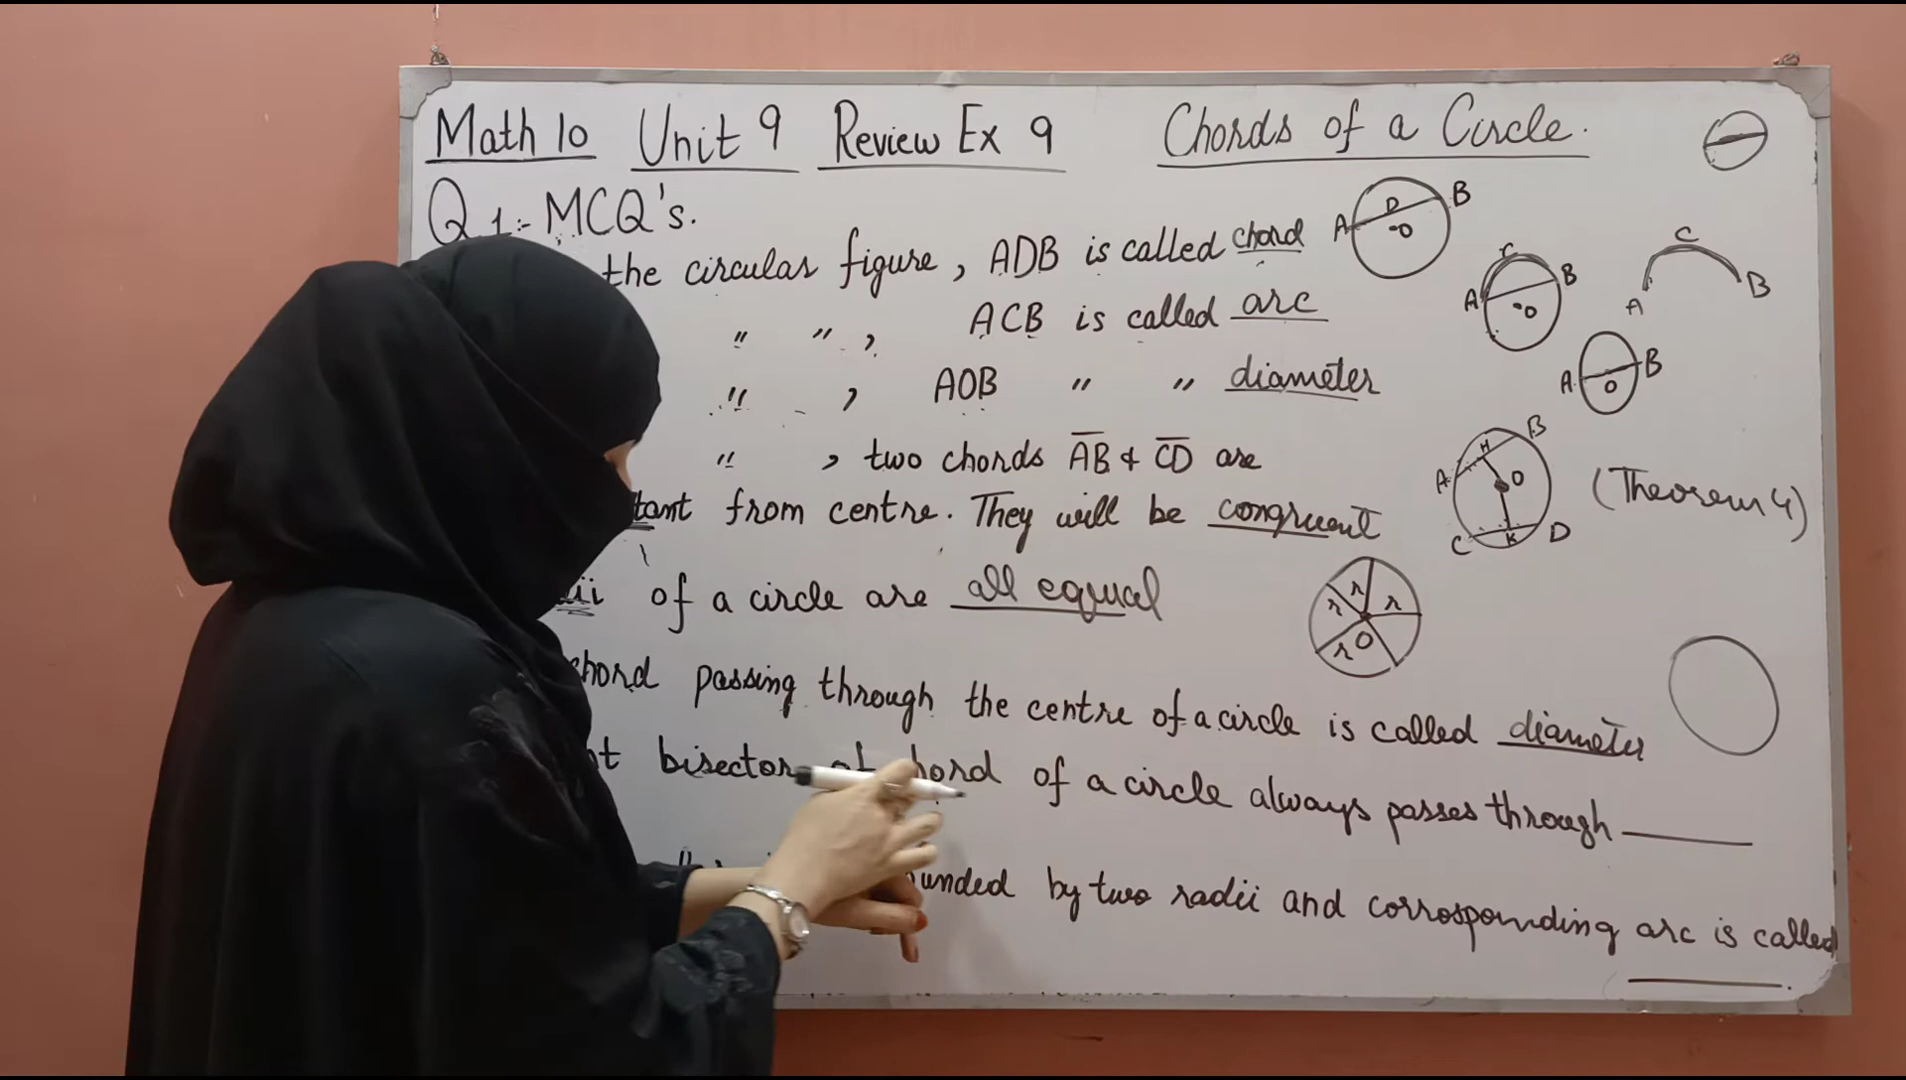 Math 10 Unit 9 Review Ex 9 Chords of a Circle.
Q 1:- MCQ's.
the circular figure, ADB is called chord
" " , ACB is called arc
" , AOB " " diameter
" , two chords AB & CD are
tant from centre. They will be congruent
ii of a circle are all equal
chord passing through the centre of a circle is called diameter
t bisector of chord of a circle always passes through
unded by two radii and corrosponding arc is called
A D B O
A C B O
A C B
A O B
A H B O C K D
(Theorem 4)
r r r r O